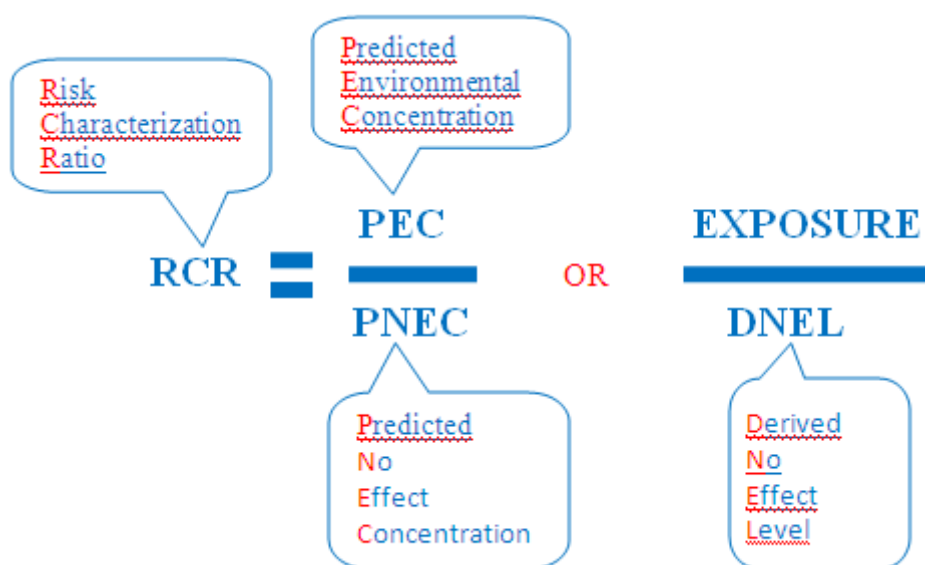 Risk
Characterization
Ratio
Predicted
Environmental
Concentration
RCR = PEC
PNEC
OR
EXPOSURE
DNEL
Predicted
No
Effect
Concentration
Derived
No
Effect
Level